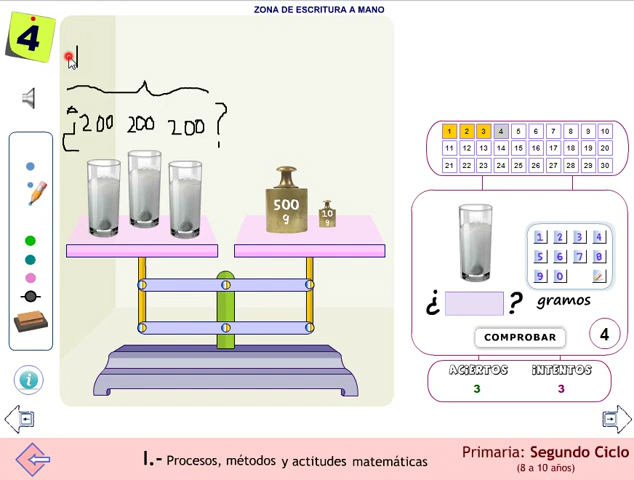 ZONA DE ESCRITURA A MANO
4
¿ 200 200 200 ?
500 g
10 g
1 2 3 4 5 6 7 8 9 10
11 12 13 14 15 16 17 18 19 20
21 22 23 24 25 26 27 28 29 30
1 2 3 4
5 6 7 8
9 0
¿ ? gramos
COMPROBAR
4
ACIERTOS INTENTOS
3 3
I.- Procesos, métodos y actitudes matemáticas
Primaria: Segundo Ciclo
(8 a 10 años)